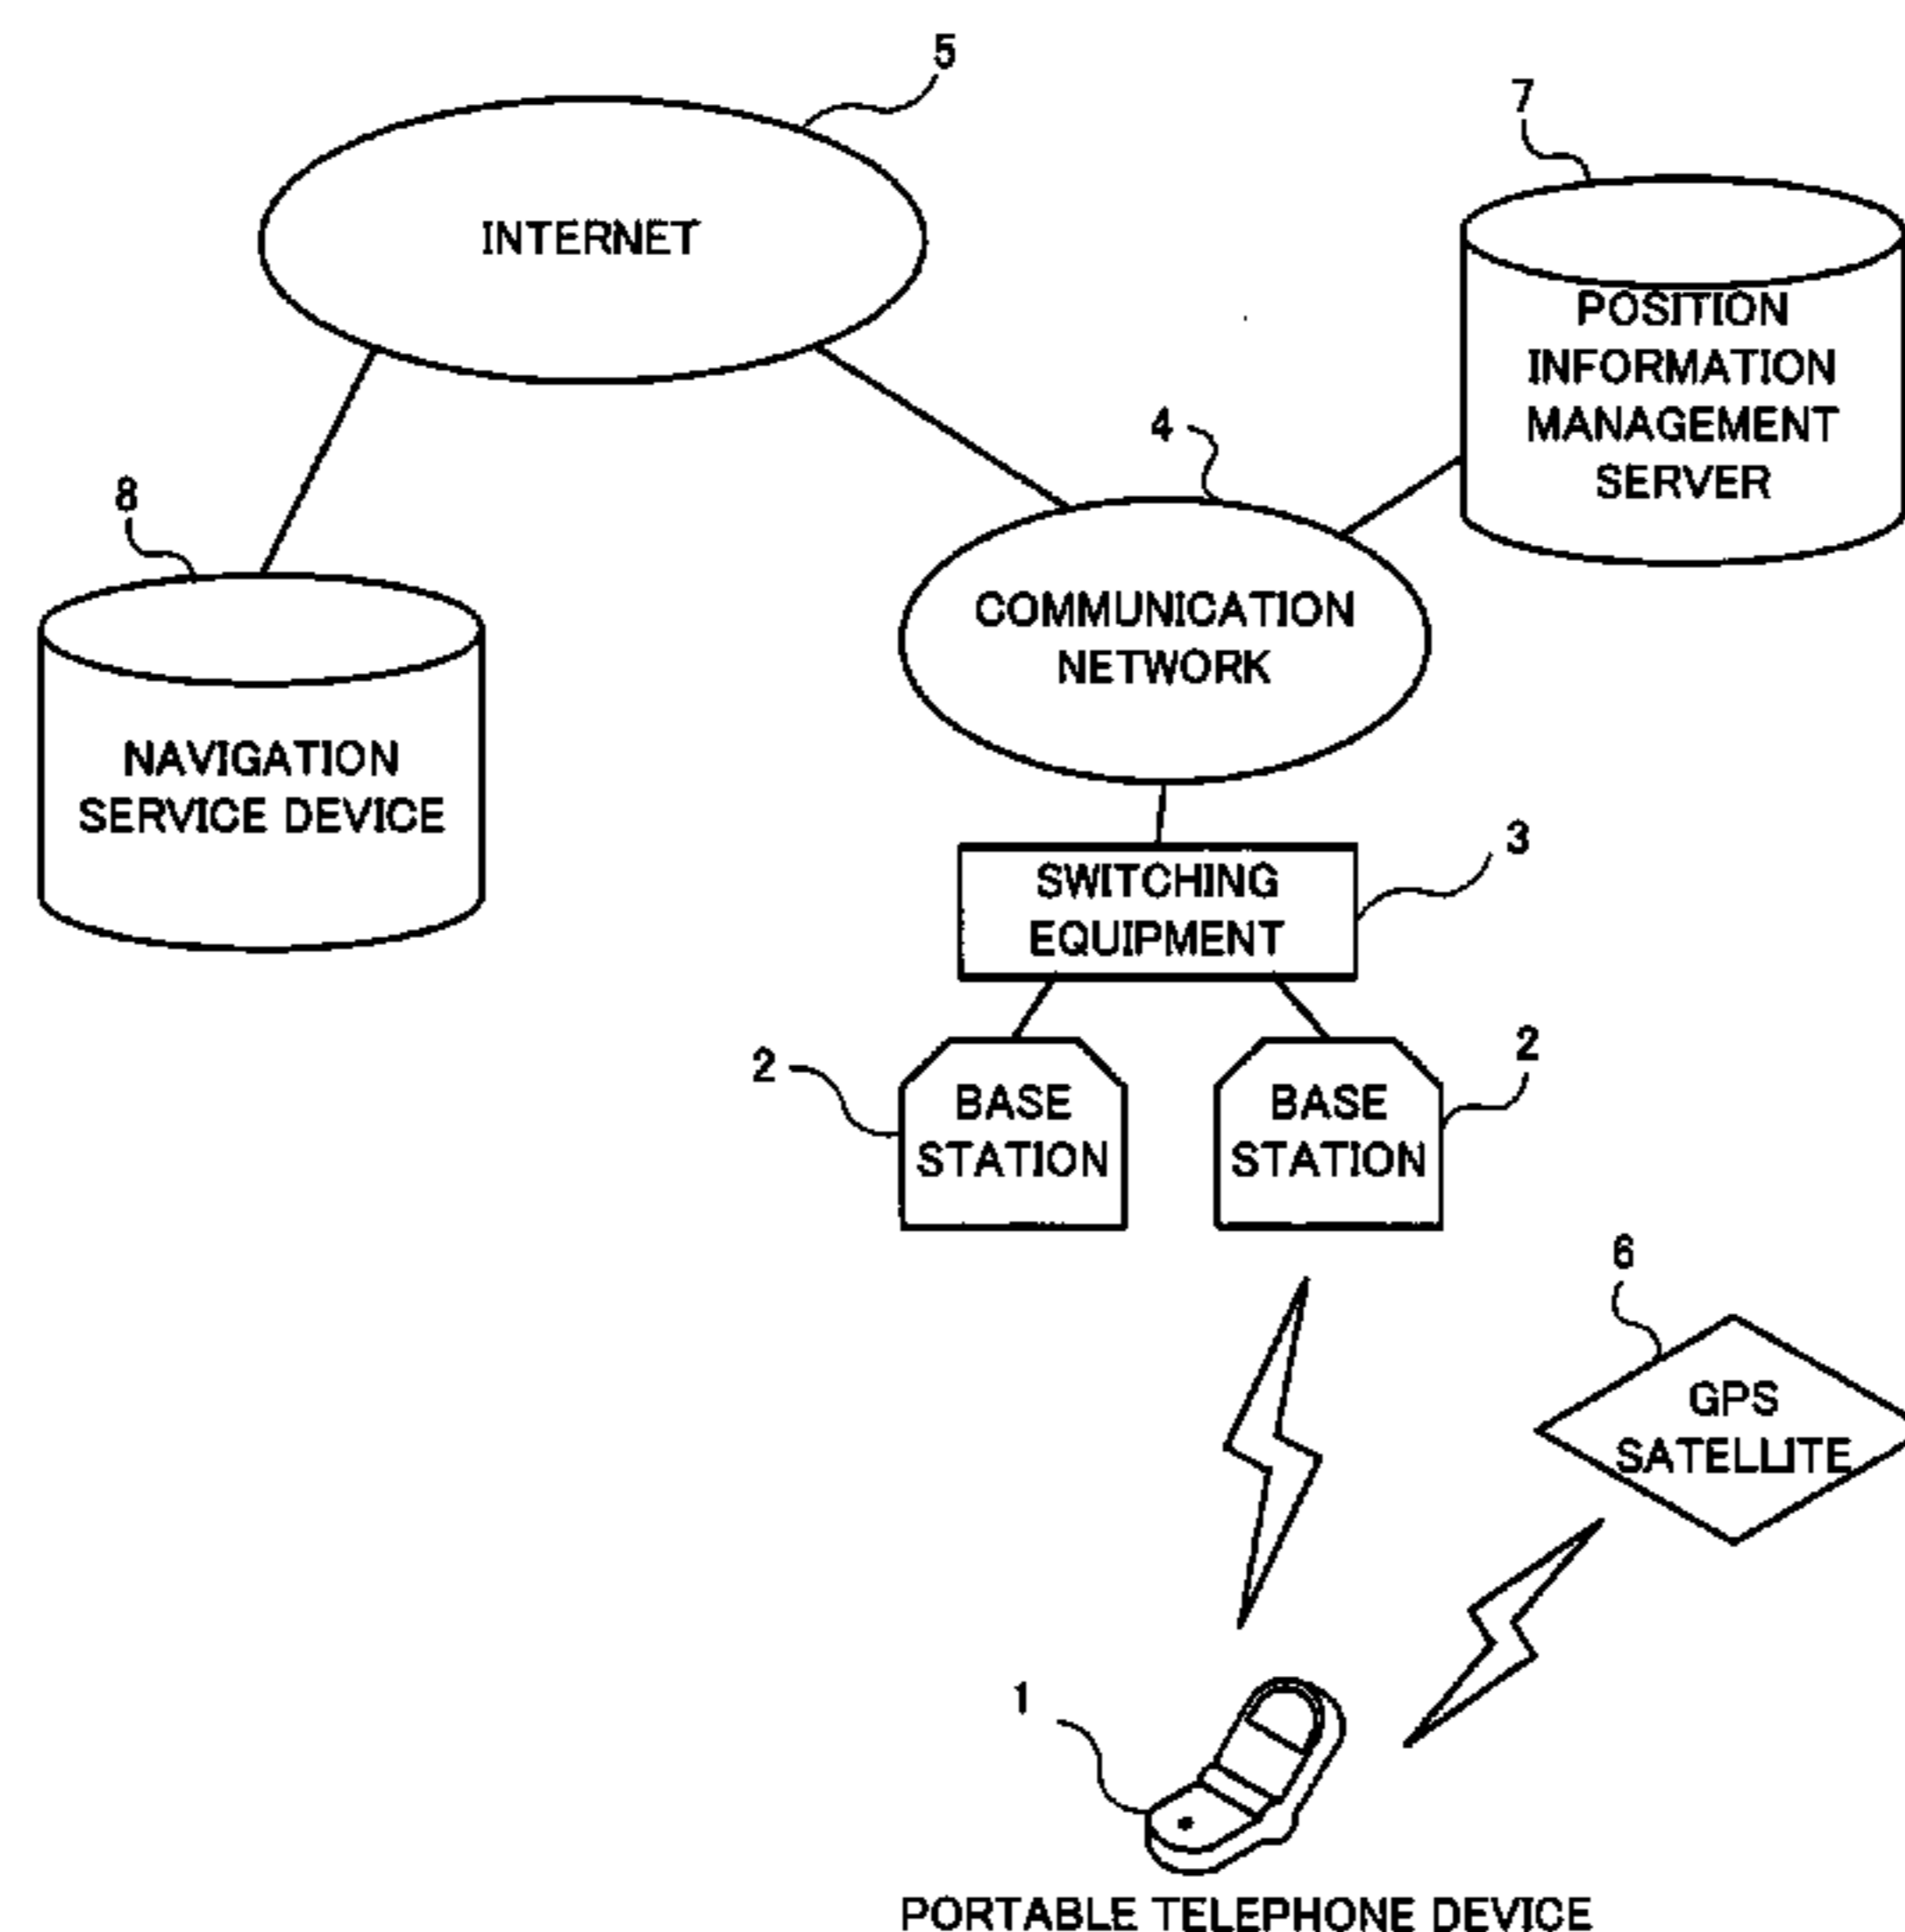 5
7
INTERNET
POSITION
INFORMATION
MANAGEMENT
SERVER
4
8
COMMUNICATION
NETWORK
NAVIGATION
SERVICE DEVICE
3
SWITCHING
EQUIPMENT
2
2
BASE
STATION
BASE
STATION
6
GPS
SATELLITE
1
PORTABLE TELEPHONE DEVICE